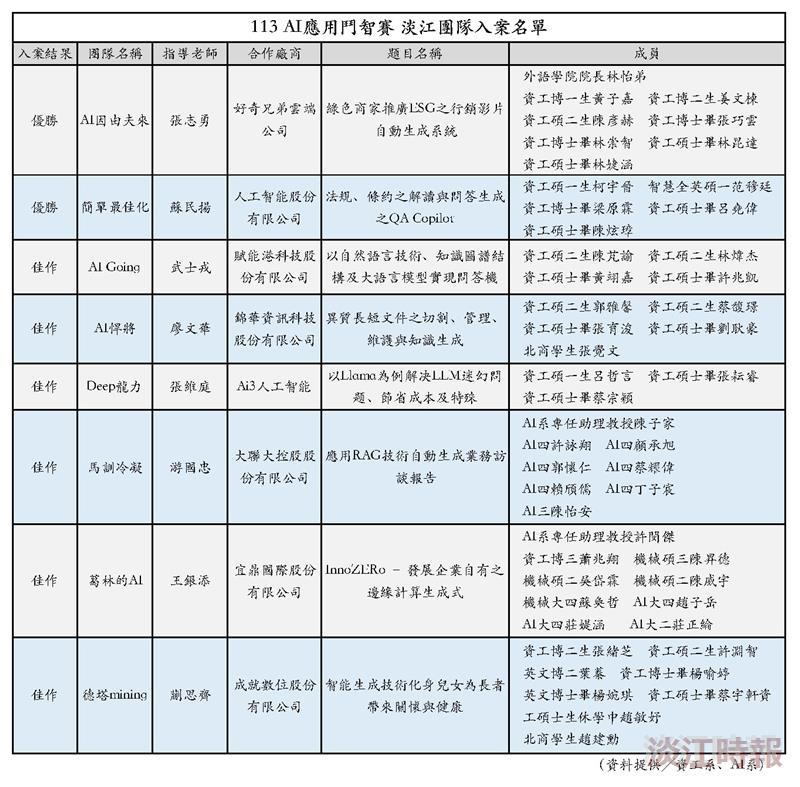 113 AI應用鬥智賽 淡江團隊入案名單
入案結果 團隊名稱 指導老師 合作廠商 題目名稱 成員
優勝 AI因由夫來 張志勇 好奇兄弟雲端
公司
綠色商家推廣ESG之行銷影片
自動生成系統
外語學院院長林怡弟
資工博一生黃子嘉 資工博二生姜文棟
資工碩二生陳彥赫 資工博士畢張巧雲
資工博士畢林崇智 資工碩士畢林昆達
資工碩士畢林婕涵
優勝 簡單最佳化 蘇民揚 人工智能股份
有限公司
法規、條約之解讀與問答生成
之QA Copilot
資工碩一生柯宇晉 智慧全英碩一范穆廷
資工博士畢梁原霖 資工碩士畢呂堯偉
資工碩士畢陳炫瑋
佳作 AI Going 武士戎 賦能港科技股
份有限公司
以自然語言技術、知識圖譜結
構及大語言模型實現問答機
資工碩二生陳芃諭 資工碩二生林煒杰
資工碩士畢黃翊嘉 資工碩士畢許兆凱
佳作 AI悍將 廖文華 錦華資訊科技
股份有限公司
異質長短文件之切割、管理、
維護與知識生成
資工碩二生郭雅馨 資工碩二生蔡馥璟
資工碩士畢張育浚 資工碩士畢劉耿豪
北商學生張覺文
佳作 Deep龍力 張維庭 Ai3人工智能
以Llama為例解决LLM迷幻問
題、節省成本及特殊
資工碩一生呂哲言 資工碩士畢張耘睿
資工碩士畢蔡宗穎
佳作 馬訓冷凝 游國忠 大聯大控股股
份有限公司
應用RAG技術自動生成業務訪
談報告
AI系專任助理教授陳子家
AI四許詠翔 AI四顏承旭
AI四郭懷仁 AI四蔡耀偉
AI四賴頎儒 AI四丁子宸
AI三陳怡安
佳作 葛林的AI 王銀添 宜鼎國際股份
有限公司
InnoZERo － 發展企業自有之
邊緣計算生成式
AI系專任助理教授許閔傑
資工博三蕭兆翔 機械碩三陳昇德
機械碩二吳岱霖 機械碩二陳威宇
機械大四蘇奐哲 AI大四趙子岳
AI大四莊媞涵 AI大二莊正綸
佳作 德塔mining 蒯思齊 成就數位股份
有限公司
智能生成技術化身兒女為長者
帶來關懷與健康
資工博二生張緒芝 資工碩二生許淵智
英文博二葉蓁 資工博士畢楊喻婷
英文博士畢楊婉琪 資工碩士畢蔡宇軒資
工碩士生休學中趙敏妤
北商學生趙建勳
淡江時報
（資料提供／資工系、AI系）